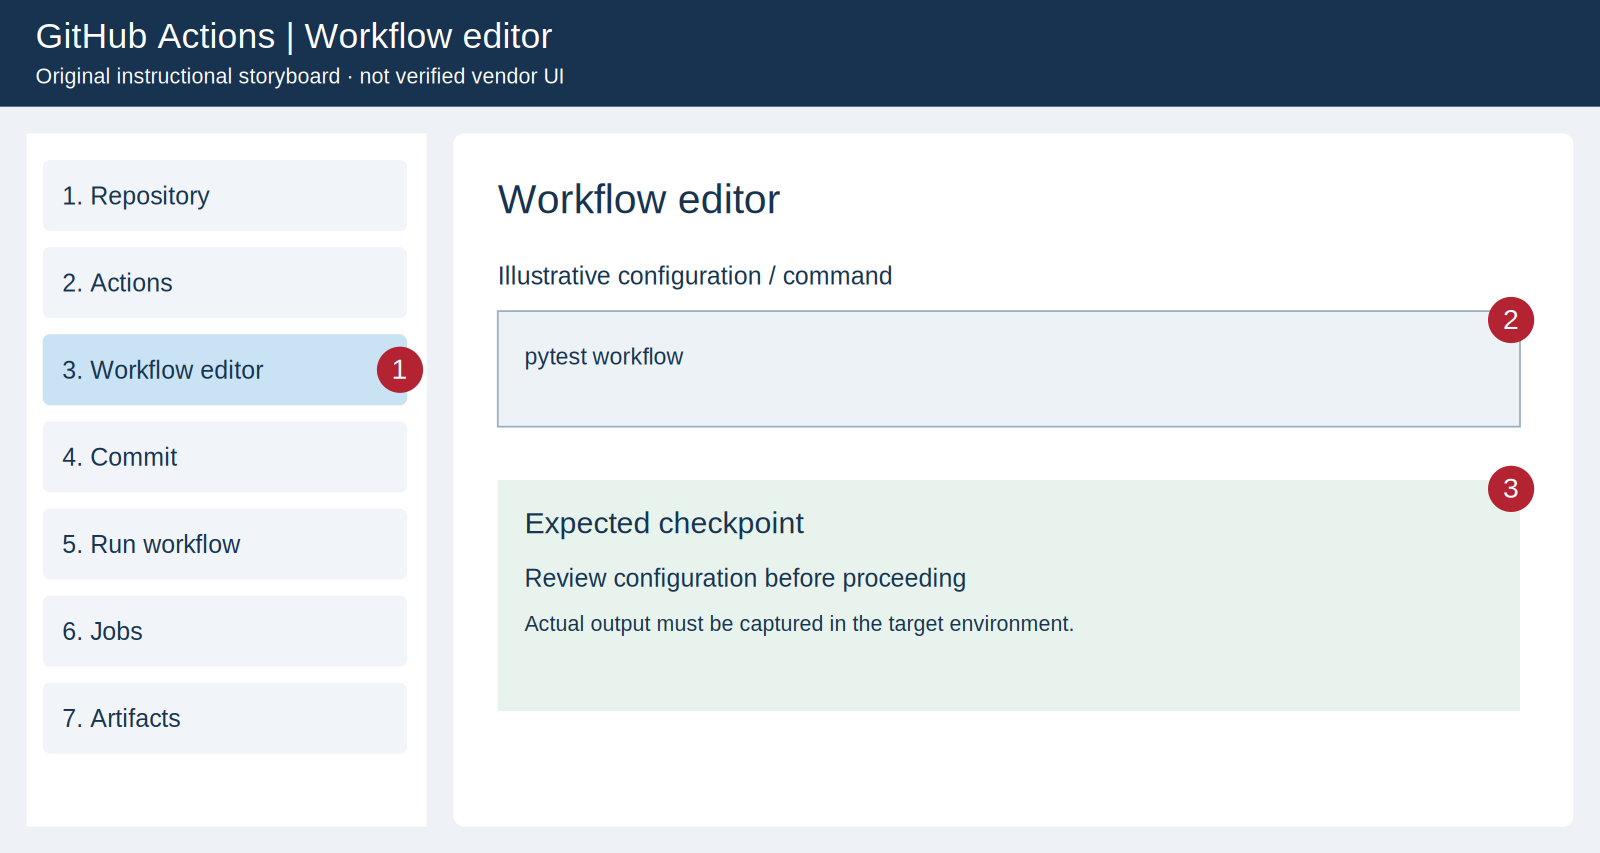 GitHub Actions | Workflow editor
Original instructional storyboard · not verified vendor UI
1. Repository
2. Actions
3. Workflow editor
1
4. Commit
5. Run workflow
6. Jobs
7. Artifacts
Workflow editor
Illustrative configuration / command
2
pytest workflow
3
Expected checkpoint
Review configuration before proceeding
Actual output must be captured in the target environment.